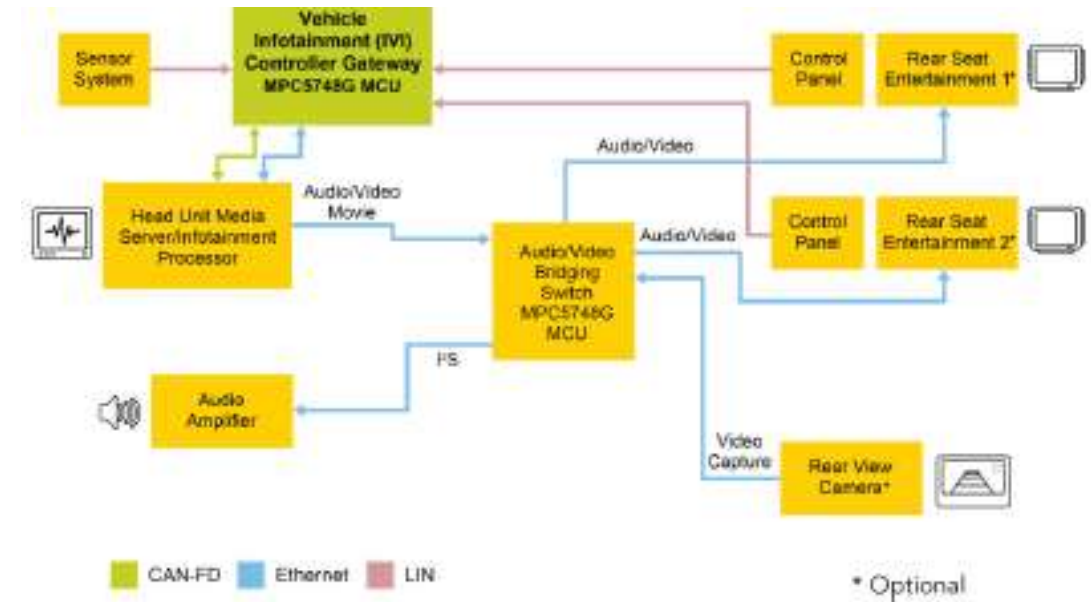 Vehicle
Infotainment (IVI)
Controller Gateway
MPC5748G MCU
Sensor
System
Control
Panel
Rear Seat
Entertainment 1*
Audio/Video
Audio/Video
Movie
Head Unit Media
Server/Infotainment
Processor
Control
Panel
Rear Seat
Entertainment 2*
Audio/Video
Audio/Video
Bridging
Switch
MPC5748G
MCU
I²S
Audio
Amplifier
Video
Capture
Rear View
Camera*
CAN-FD
Ethernet
LIN
* Optional